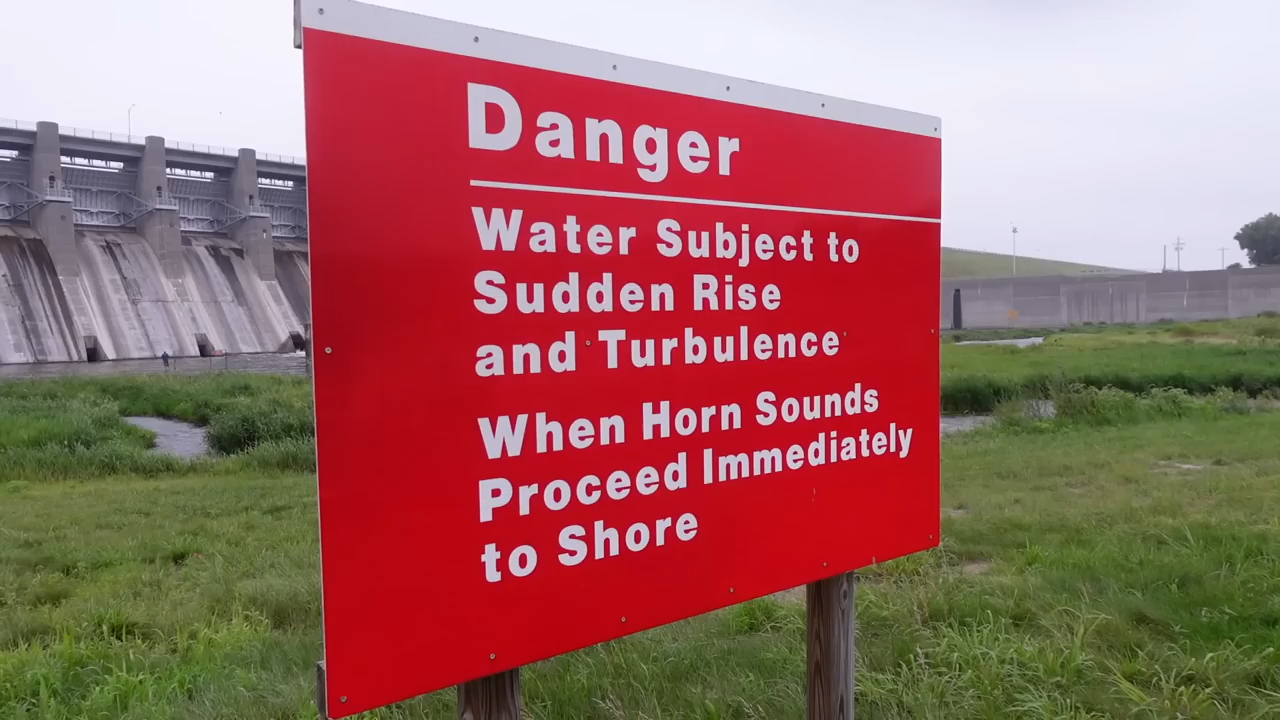 Danger
Water Subject to
Sudden Rise
and Turbulence
When Horn Sounds
Proceed Immediately
to Shore